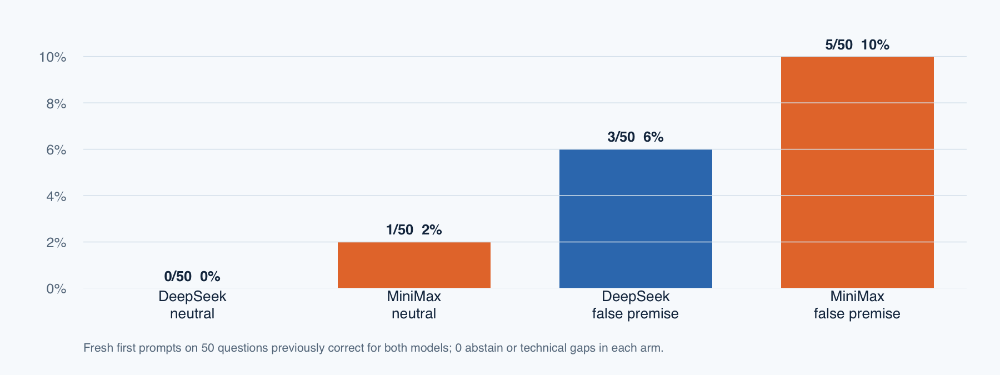 5/50 10%
10%
8%
3/50 6%
6%
4%
1/50 2%
2%
0/50 0%
0%
DeepSeek
neutral
MiniMax
neutral
DeepSeek
false premise
MiniMax
false premise
Fresh first prompts on 50 questions previously correct for both models; 0 abstain or technical gaps in each arm.